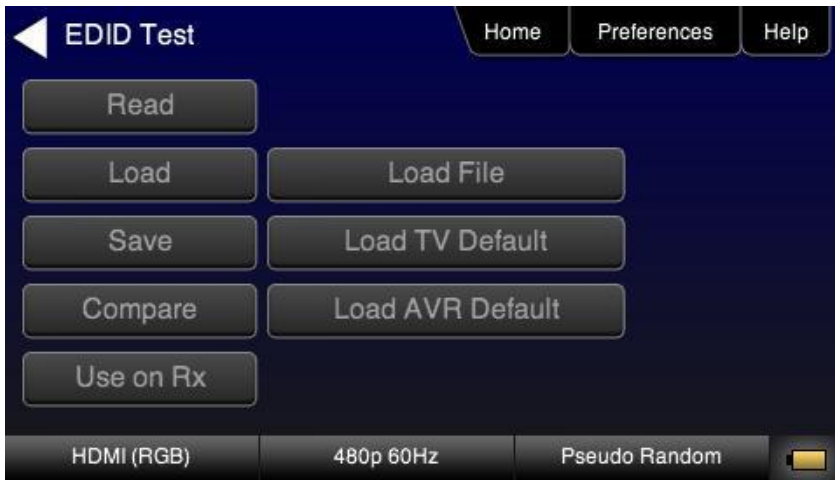 EDID Test
Home
Preferences
Help
Read
Load
Load File
Save
Load TV Default
Compare
Load AVR Default
Use on Rx
HDMI (RGB)
480p 60Hz
Pseudo Random